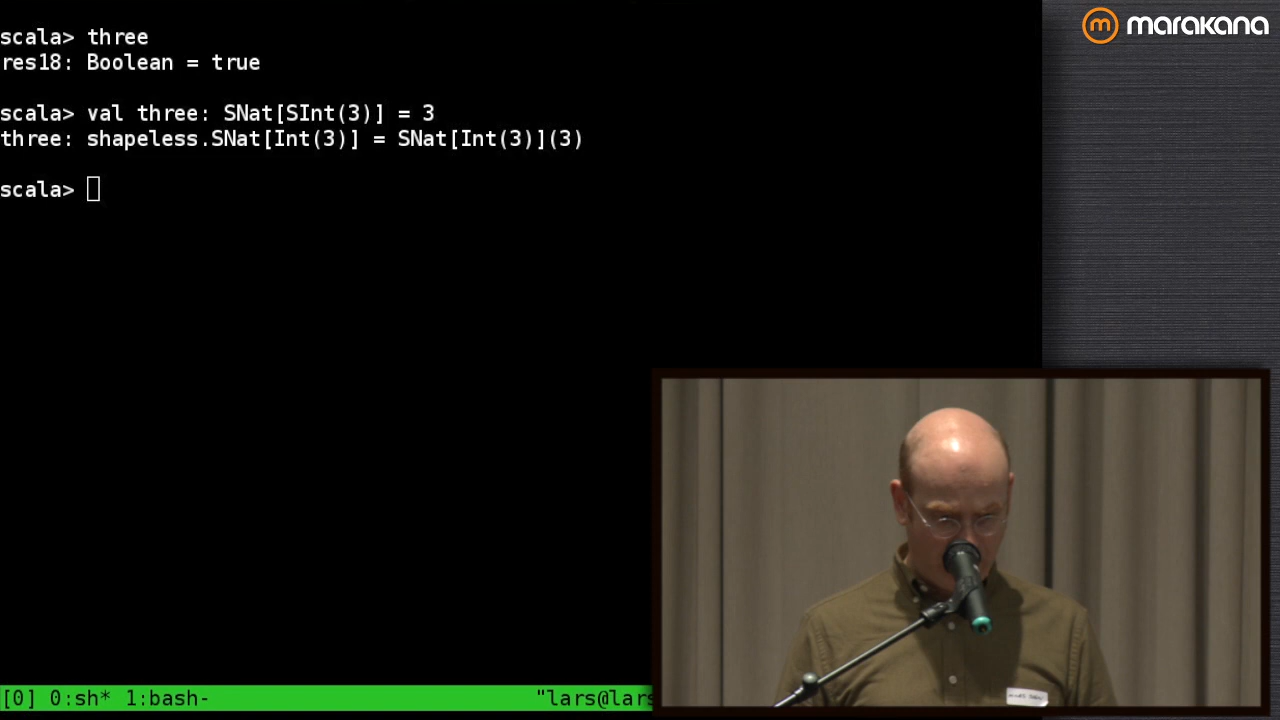 scala> three
res18: Boolean = true
scala> val three: SNat[SInt(3)] = 3
three: shapeless.SNat[Int(3)] = SNat[Int(3)](3)
scala>
[0] 0:sh* 1:bash-
"lars@lars
marakana